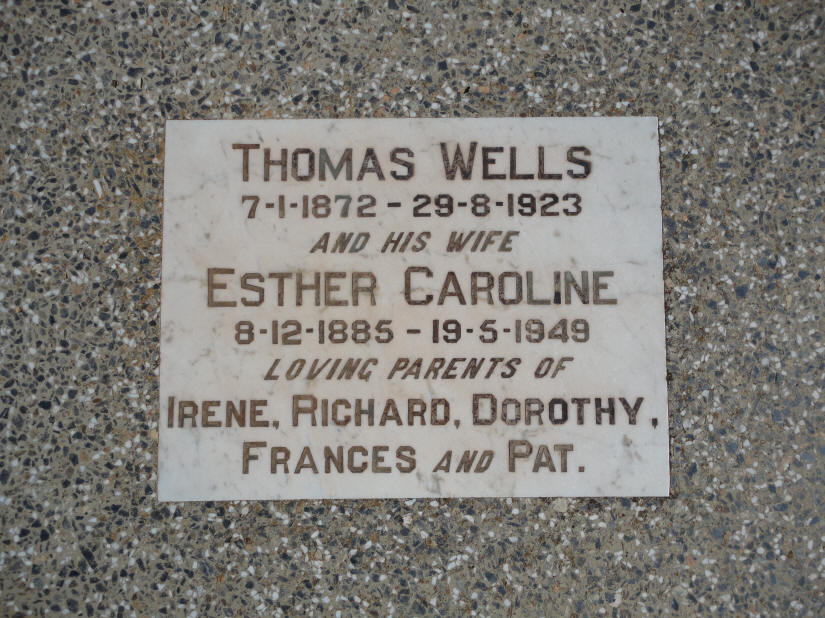 THOMAS WELLS
7-1-1872 - 29-8-1923
AND HIS WIFE
ESTHER CAROLINE
8-12-1885 - 19-5-1949
LOVING PARENTS OF
IRENE, RICHARD, DOROTHY,
FRANCES AND PAT.